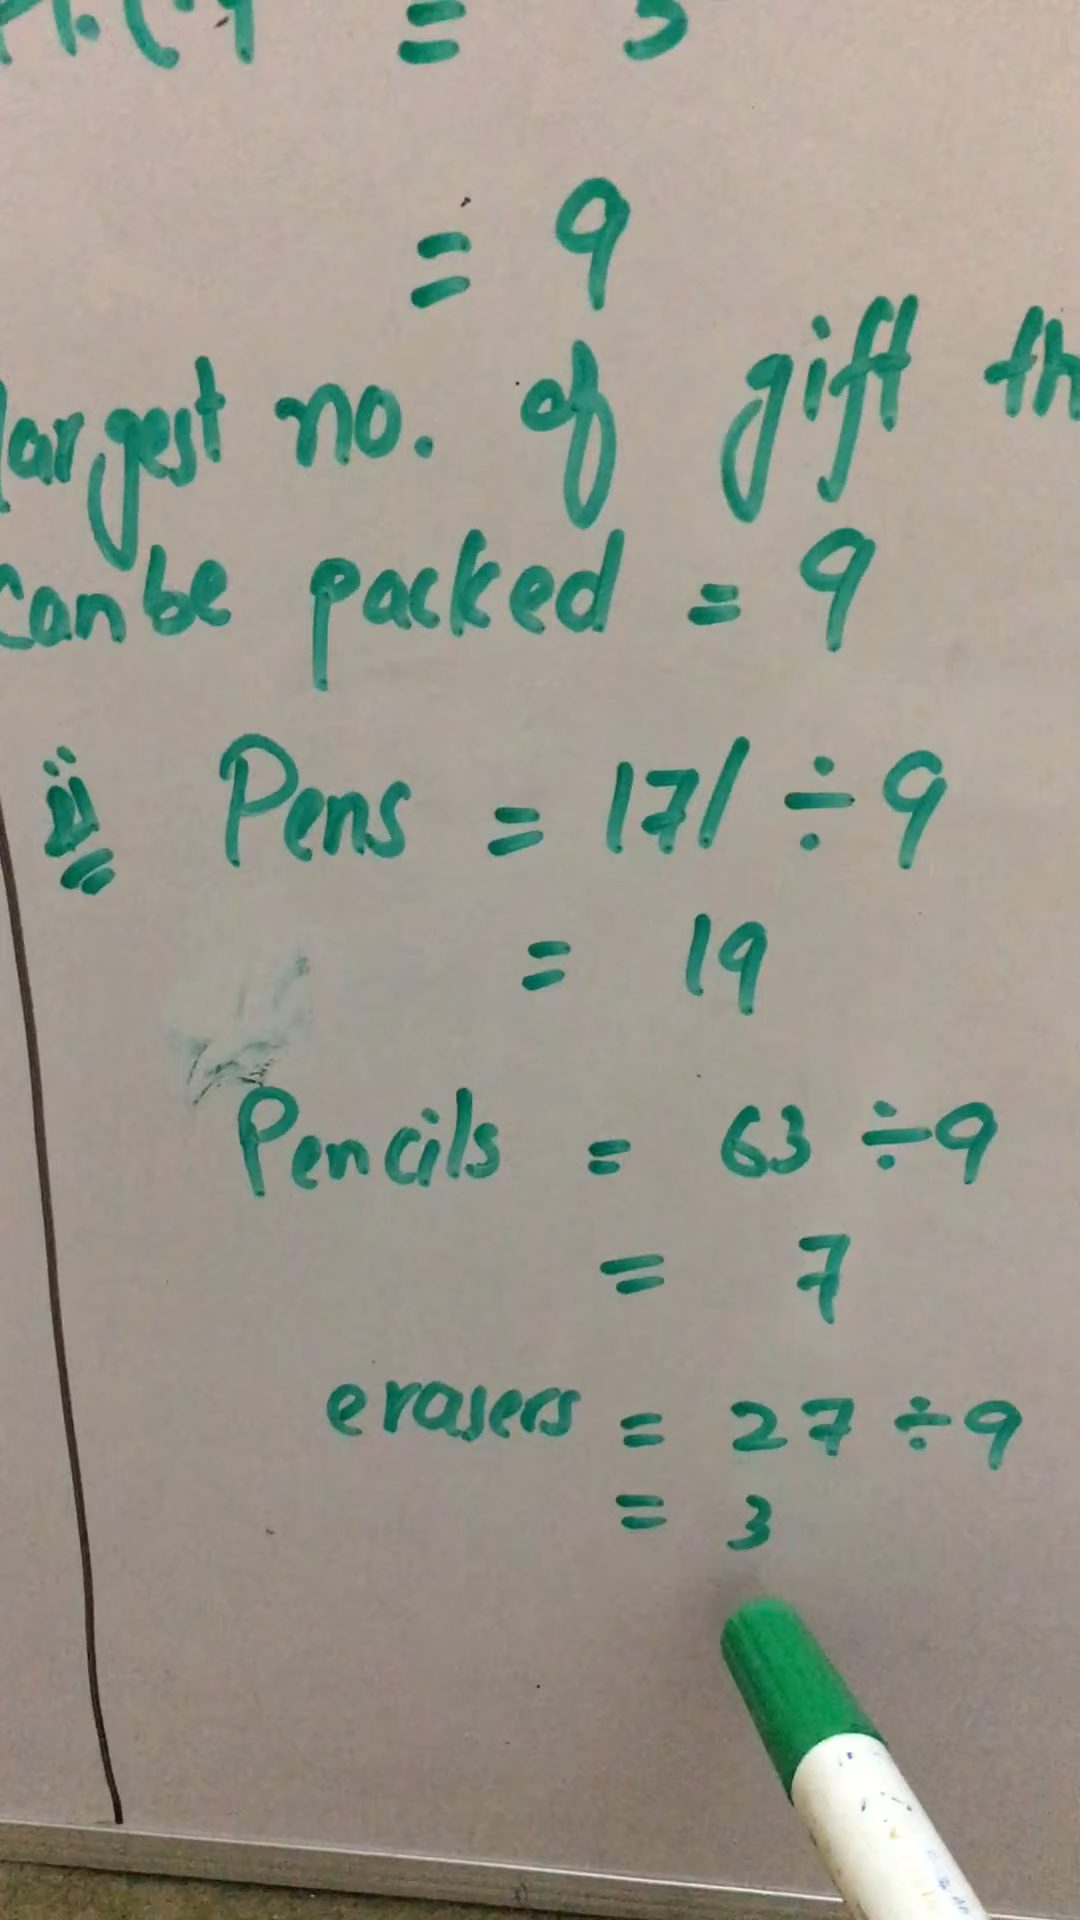 = 3
= 9
largest no. of gift th
can be packed = 9
ii Pens = 171 ÷ 9
= 19
Pencils = 63 ÷ 9
= 7
erasers = 27 ÷ 9
= 3